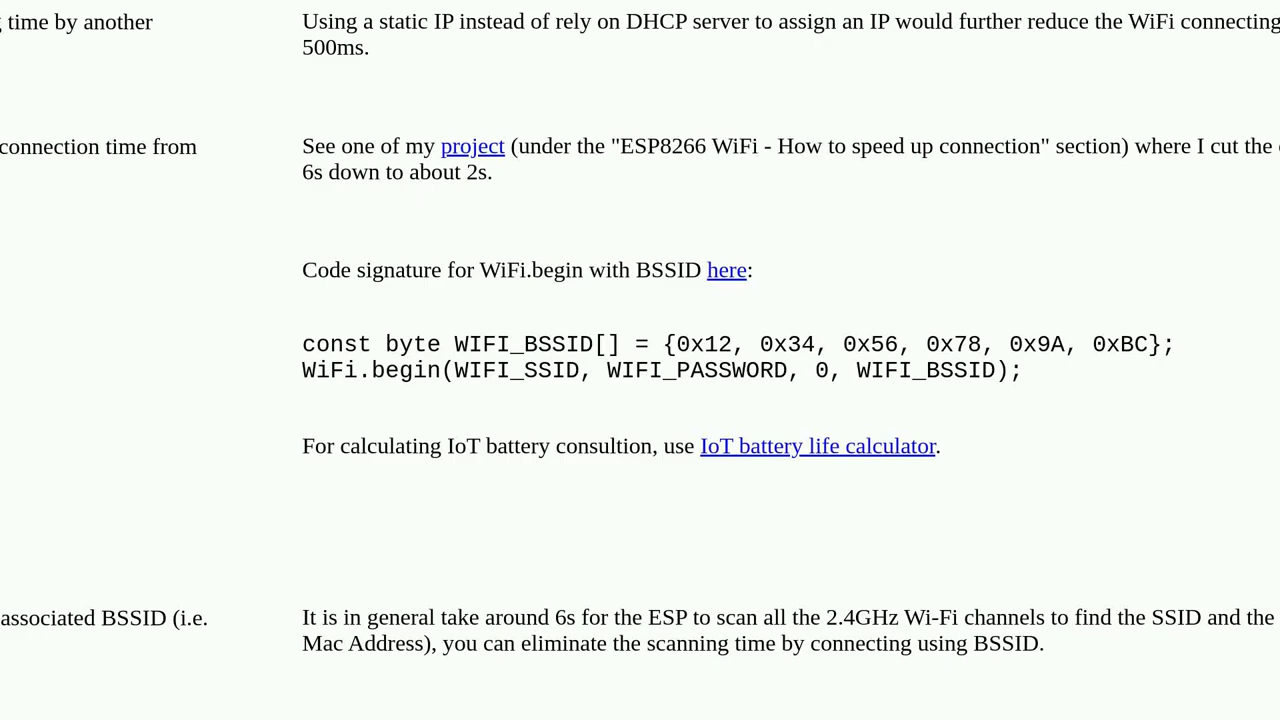 g time by another
Using a static IP instead of rely on DHCP server to assign an IP would further reduce the WiFi connecting
500ms.
connection time from
See one of my project (under the "ESP8266 WiFi - How to speed up connection" section) where I cut the
6s down to about 2s.
Code signature for WiFi.begin with BSSID here:
const byte WIFI_BSSID[] = {0x12, 0x34, 0x56, 0x78, 0x9A, 0xBC};
WiFi.begin(WIFI_SSID, WIFI_PASSWORD, 0, WIFI_BSSID);
For calculating IoT battery consultion, use IoT battery life calculator.
associated BSSID (i.e.
It is in general take around 6s for the ESP to scan all the 2.4GHz Wi-Fi channels to find the SSID and the
Mac Address), you can eliminate the scanning time by connecting using BSSID.